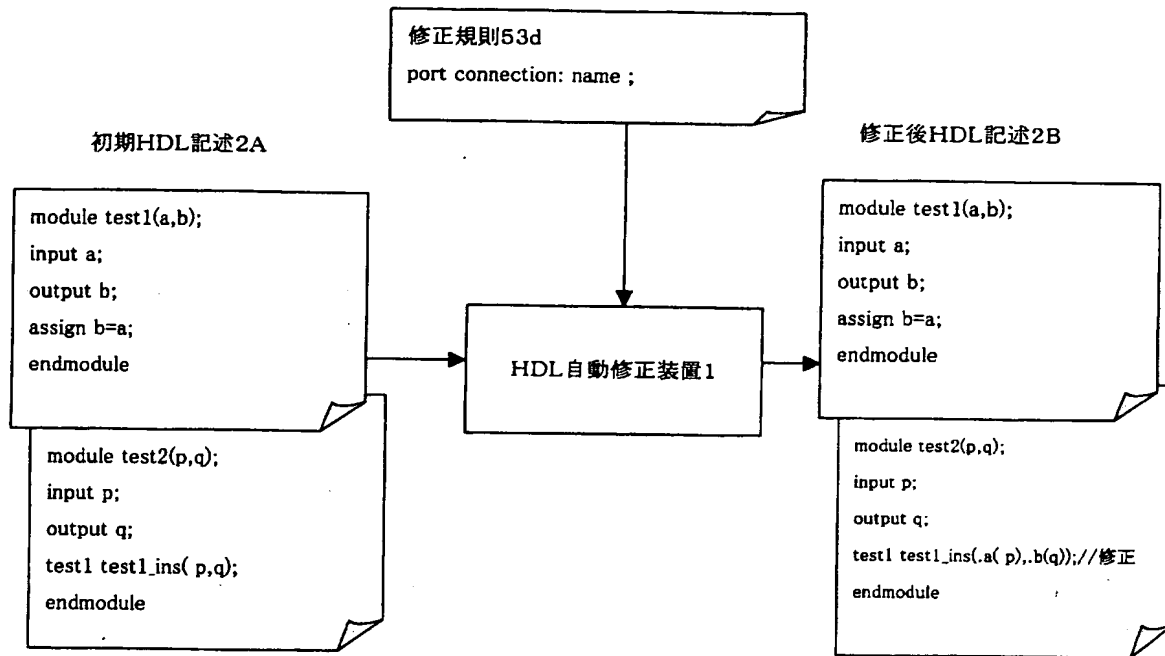 修正規則53d
port connection: name ;
初期HDL記述2A
修正後HDL記述2B
module test1(a,b);
input a;
output b;
assign b=a;
endmodule
module test2(p,q);
input p;
output q;
test1 test1_ins( p,q);
endmodule
HDL自動修正装置1
module test1(a,b);
input a;
output b;
assign b=a;
endmodule
module test2(p,q);
input p;
output q;
test1 test1_ins(.a( p),.b(q));//修正
endmodule